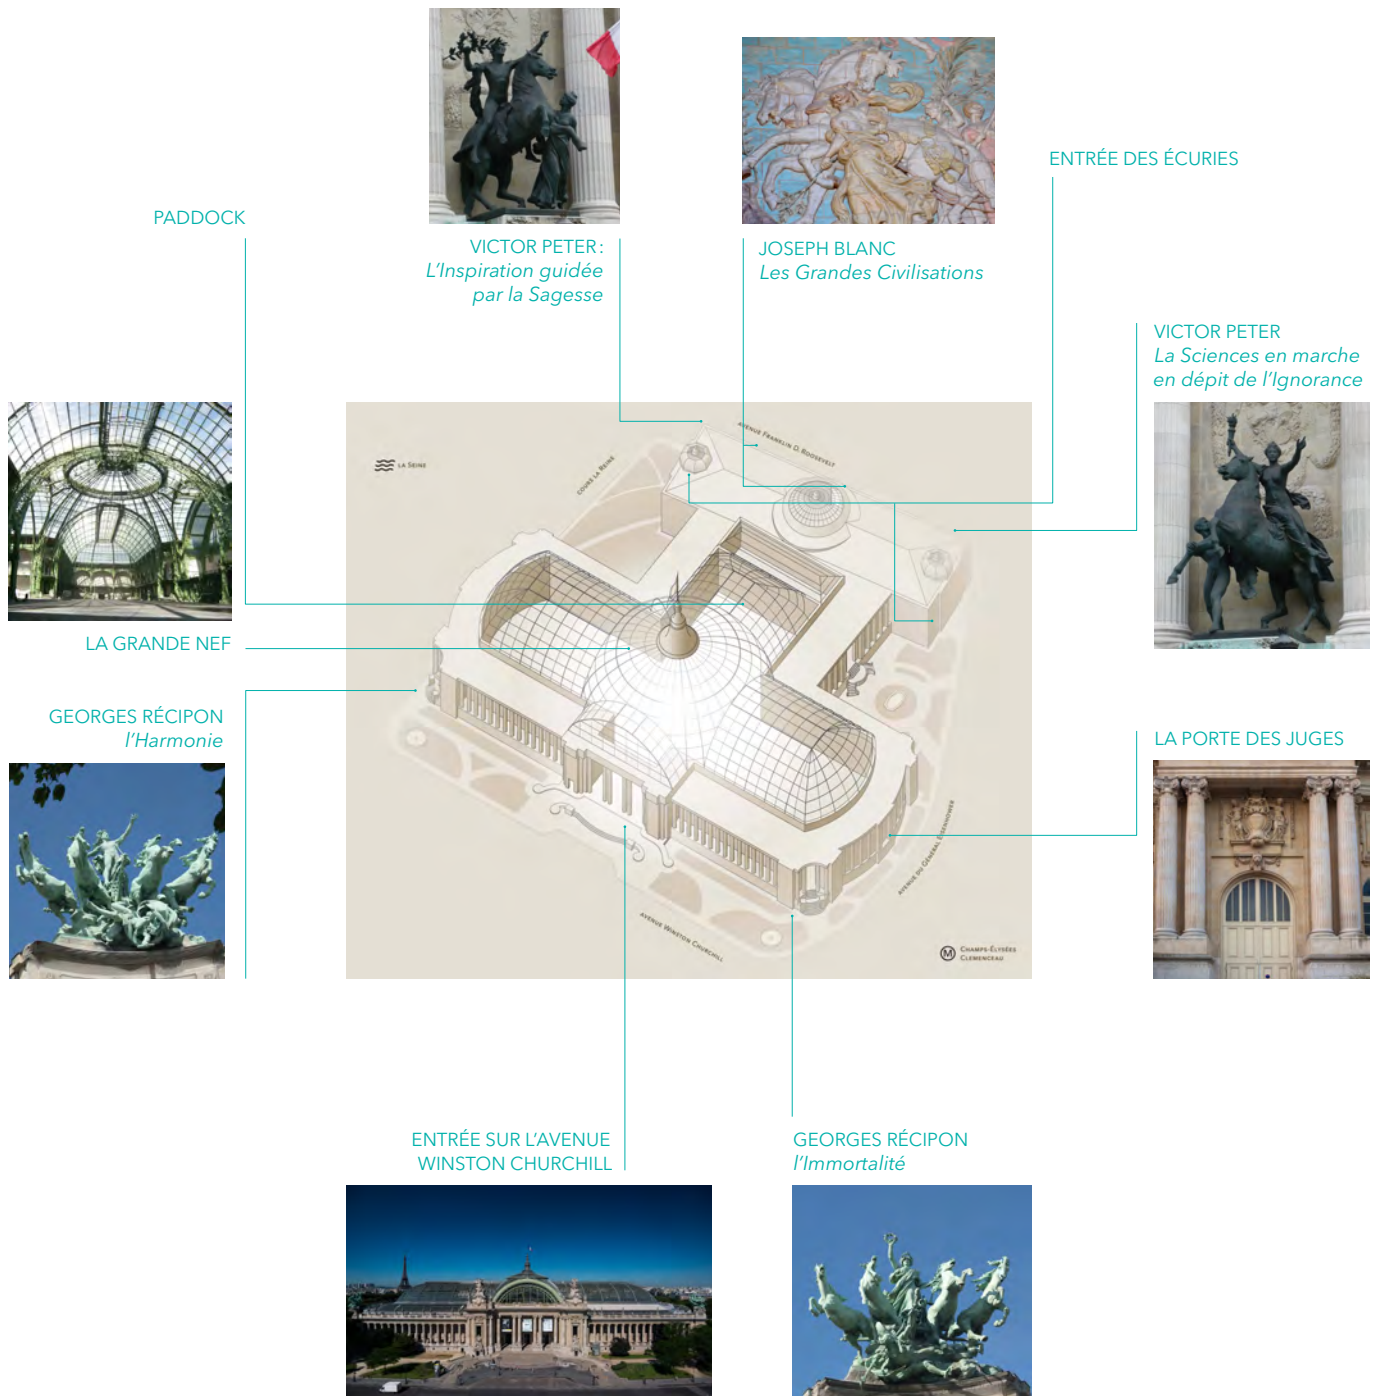 ENTRÉE DES ÉCURIES
PADDOCK
VICTOR PETER:
L'Inspiration guidée
par la Sagesse
JOSEPH BLANC
Les Grandes Civilisations
VICTOR PETER
La Sciences en marche
en dépit de l'Ignorance
AVENUE FRANKLIN D. ROOSEVELT
LA SEINE
COURS LA REINE
LA GRANDE NEF
GEORGES RÉCIPON
l'Harmonie
LA PORTE DES JUGES
AVENUE DU GÉNÉRAL EISENHOWER
AVENUE WINSTON CHURCHILL
M CHAMPS-ÉLYSÉES
CLEMENCEAU
ENTRÉE SUR L'AVENUE
WINSTON CHURCHILL
GEORGES RÉCIPON
l'Immortalité